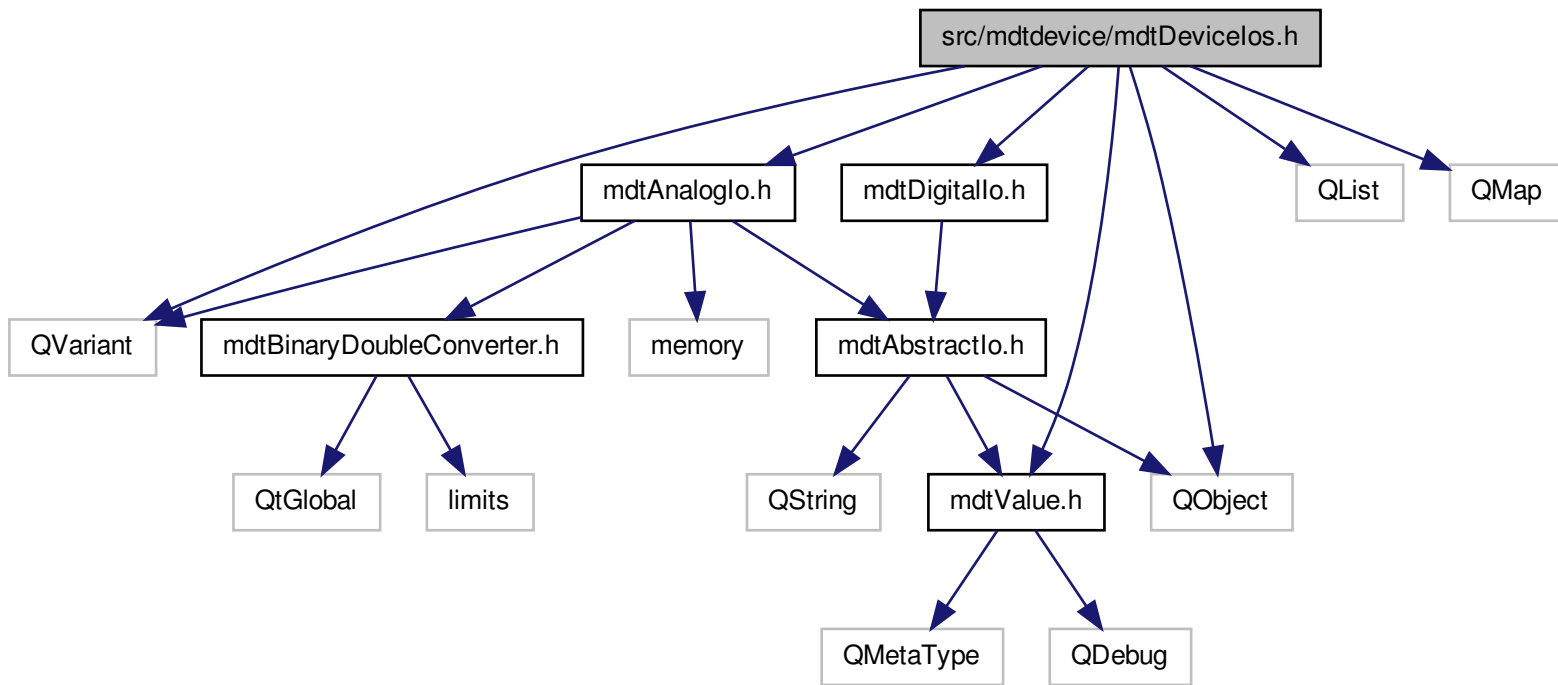 src/mdtdevice/mdtDeviceIos.h
mdtAnalogIo.h
mdtDigitalIo.h
QList
QMap
QVariant
mdtBinaryDoubleConverter.h
memory
mdtAbstractIo.h
QtGlobal
limits
QString
mdtValue.h
QObject
QMetaType
QDebug